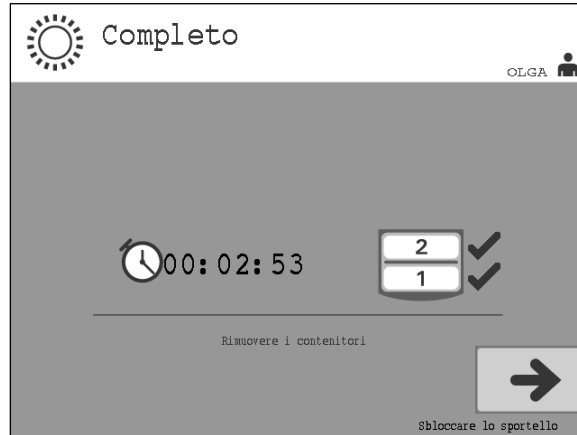 Completo
OLGA
00:02:53
2
1
Rimuovere i contenitori
Sbloccare lo sportello